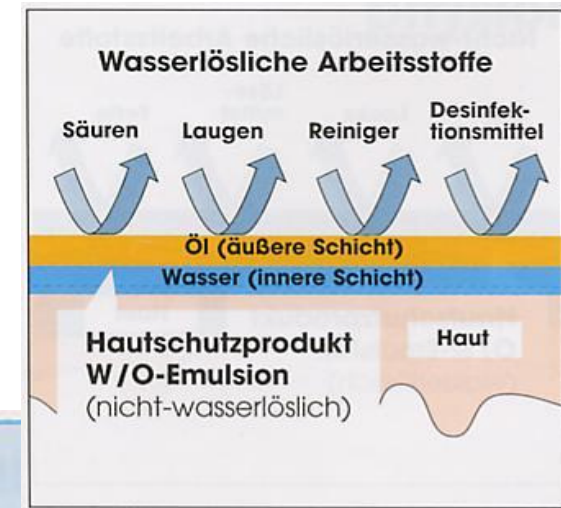 Wasserlösliche Arbeitsstoffe
Säuren
Laugen
Reiniger
Desinfek-
tionsmittel
Öl (äußere Schicht)
Wasser (innere Schicht)
Hautschutzprodukt
W/O-Emulsion
(nicht-wasserlöslich)
Haut